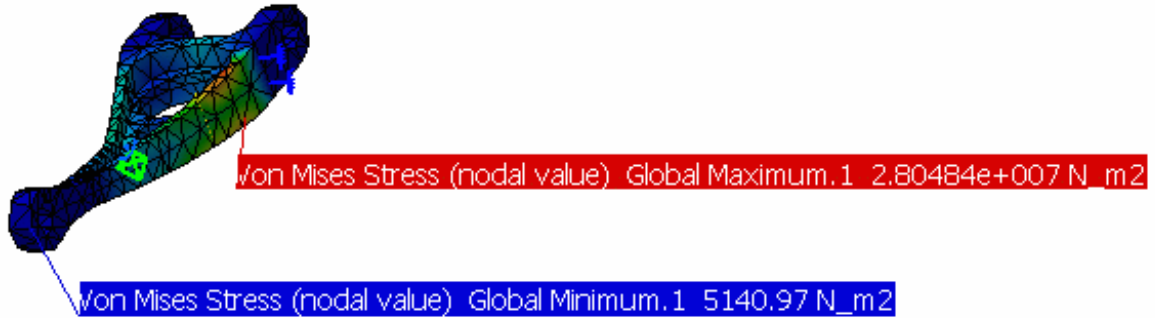 Von Mises Stress (nodal value) Global Maximum.1 2.80484e+007 N_m2
Von Mises Stress (nodal value) Global Minimum.1 5140.97 N_m2